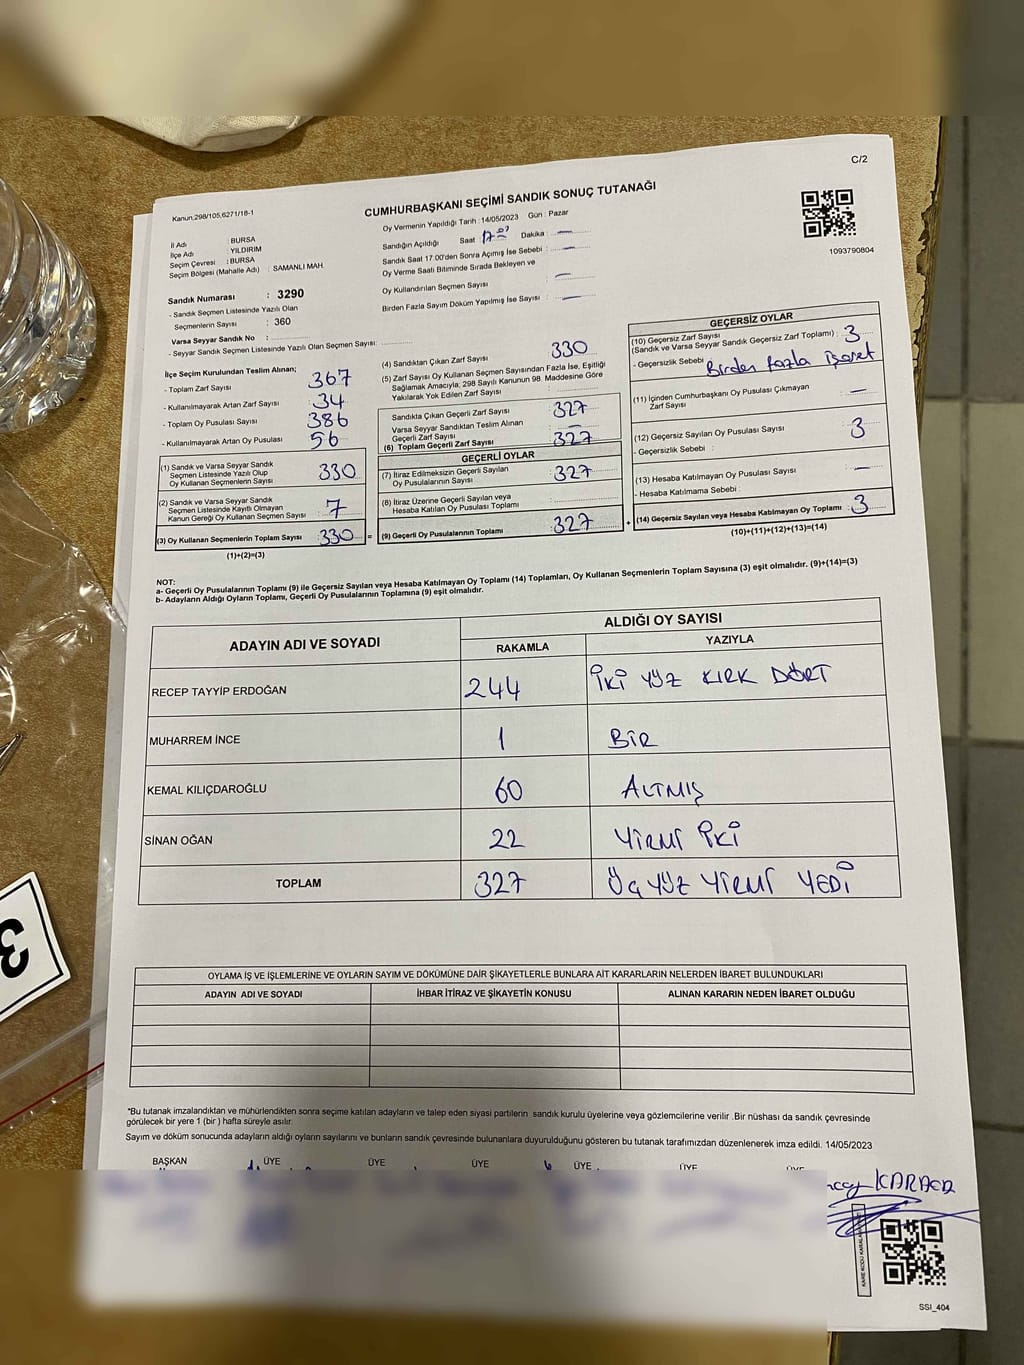 C/2
Kanun;298/105,6271/18-1
CUMHURBAŞKANI SEÇİMİ SANDIK SONUÇ TUTANAĞI
1093790804
İl Adı : BURSA
İlçe Adı : YILDIRIM
Seçim Çevresi : BURSA
Seçim Bölgesi (Mahalle Adı) : SAMANLI MAH.
Sandık Numarası : 3290
- Sandık Seçmen Listesinde Yazılı Olan
Seçmenlerin Sayısı : 360
Varsa Seyyar Sandık No :
- Seyyar Sandık Seçmen Listesinde Yazılı Olan Seçmen Sayısı:
Oy Vermenin Yapıldığı Tarih : 14/05/2023 Gün : Pazar
Sandığın Açıldığı Saat : Dakika : —
Sandık Saat 17.00'den Sonra Açımış İse Sebebi : —
Oy Verme Saati Bitiminde Sırada Bekleyen ve
Oy Kullandırılan Seçmen Sayısı : —
Birden Fazla Sayım Döküm Yapılmış İse Sayısı : —
İlçe Seçim Kurulundan Teslim Alınan;
- Toplam Zarf Sayısı : 367
- Kullanılmayarak Artan Zarf Sayısı : 34
- Toplam Oy Pusulası Sayısı : 386
- Kullanılmayarak Artan Oy Pusulası : 56
(1) Sandık ve Varsa Seyyar Sandık
Seçmen Listesinde Yazılı Olup
Oy Kullanan Seçmenlerin Sayısı : 330
(2) Sandık ve Varsa Seyyar Sandık
Seçmen Listesinde Kayıtlı Olmayan
Kanun Gereği Oy Kullanan Seçmen Sayısı : 7
(3) Oy Kullanan Seçmenlerin Toplam Sayısı : 330 =
(1)+(2)=(3)
(4) Sandıktan Çıkan Zarf Sayısı : 330
(5) Zarf Sayısı Oy Kullanan Seçmen Sayısından Fazla İse, Eşitliği
Sağlamak Amacıyla; 298 Sayılı Kanunun 98. Maddesine Göre
Yakılarak Yok Edilen Zarf Sayısı :
Sandıkta Çıkan Geçerli Zarf Sayısı : 327
Varsa Seyyar Sandıktan Teslim Alınan
Geçerli Zarf Sayısı : —
(6) Toplam Geçerli Zarf Sayısı : 327
GEÇERLİ OYLAR
(7) İtiraz Edilmeksizin Geçerli Sayılan
Oy Pusulalarının Sayısı : 327
(8) İtiraz Üzerine Geçerli Sayılan veya
Hesaba Katılan Oy Pusulası Toplamı :
(9) Geçerli Oy Pusulalarının Toplamı : 327 +
GEÇERSİZ OYLAR
(10) Geçersiz Zarf Sayısı
(Sandık ve Varsa Seyyar Sandık Geçersiz Zarf Toplamı) : 3
- Geçersizlik Sebebi : Birden fazla işaret
(11) İçinden Cumhurbaşkanı Oy Pusulası Çıkmayan
Zarf Sayısı : —
(12) Geçersiz Sayılan Oy Pusulası Sayısı : 3
- Geçersizlik Sebebi :
(13) Hesaba Katılmayan Oy Pusulası Sayısı : —
- Hesaba Katılmama Sebebi :
(14) Geçersiz Sayılan veya Hesaba Katılmayan Oy Toplamı : 3
(10)+(11)+(12)+(13)=(14)
NOT:
a- Geçerli Oy Pusulalarının Toplamı (9) ile Geçersiz Sayılan veya Hesaba Katılmayan Oy Toplamı (14) Toplamları, Oy Kullanan Seçmenlerin Toplam Sayısına (3) eşit olmalıdır. (9)+(14)=(3)
b- Adayların Aldığı Oyların Toplamı, Geçerli Oy Pusulalarının Toplamına (9) eşit olmalıdır.
ADAYIN ADI VE SOYADI
ALDIĞI OY SAYISI
RAKAMLA YAZIYLA
RECEP TAYYİP ERDOĞAN 244 İKİ YÜZ KIRK DÖRT
MUHARREM İNCE 1 BİR
KEMAL KILIÇDAROĞLU 60 ALTMIŞ
SİNAN OĞAN 22 YİRMİ İKİ
TOPLAM 327 ÜÇ YÜZ YİRMİ YEDİ
OYLAMA İŞ VE İŞLEMLERİNE VE OYLARIN SAYIM VE DÖKÜMÜNE DAİR ŞİKAYETLERLE BUNLARA AİT KARARLARIN NELERDEN İBARET BULUNDUKLARI
ADAYIN ADI VE SOYADI İHBAR İTİRAZ VE ŞİKAYETİN KONUSU ALINAN KARARIN NEDEN İBARET OLDUĞU
*Bu tutanak imzalandıktan ve mühürlendikten sonra seçime katılan adayların ve talep eden siyasi partilerin sandık kurulu üyelerine veya gözlemcilerine verilir .Bir nüshası da sandık çevresinde
görülecek bir yere 1 (bir ) hafta süreyle asılır.
Sayım ve döküm sonucunda adayların aldığı oyların sayılarını ve bunların sandık çevresinde bulunanlara duyurulduğunu gösteren bu tutanak tarafımızdan düzenlenerek imza edildi. 14/05/2023
BAŞKAN ÜYE ÜYE ÜYE ÜYE ÜYE ÜYE
KARAER
SSI_404
3